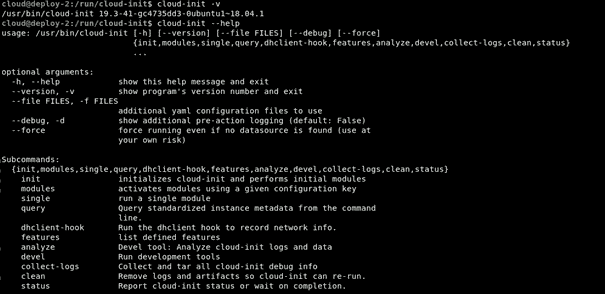 cloud@deploy-2:/run/cloud-init$ cloud-init -v
/usr/bin/cloud-init 19.3-41-gc4735dd3-0ubuntu1~18.04.1
cloud@deploy-2:/run/cloud-init$ cloud-init --help
usage: /usr/bin/cloud-init [-h] [--version] [--file FILES] [--debug] [--force]
{init,modules,single,query,dhclient-hook,features,analyze,devel,collect-logs,clean,status}
...
optional arguments:
-h, --help show this help message and exit
--version, -v show program's version number and exit
--file FILES, -f FILES
additional yaml configuration files to use
--debug, -d show additional pre-action logging (default: False)
--force force running even if no datasource is found (use at
your own risk)
Subcommands:
{init,modules,single,query,dhclient-hook,features,analyze,devel,collect-logs,clean,status}
init initializes cloud-init and performs initial modules
modules activates modules using a given configuration key
single run a single module
query Query standardized instance metadata from the command
line.
dhclient-hook Run the dhclient hook to record network info.
features list defined features
analyze Devel tool: Analyze cloud-init logs and data
devel Run development tools
collect-logs Collect and tar all cloud-init debug info
clean Remove logs and artifacts so cloud-init can re-run.
status Report cloud-init status or wait on completion.